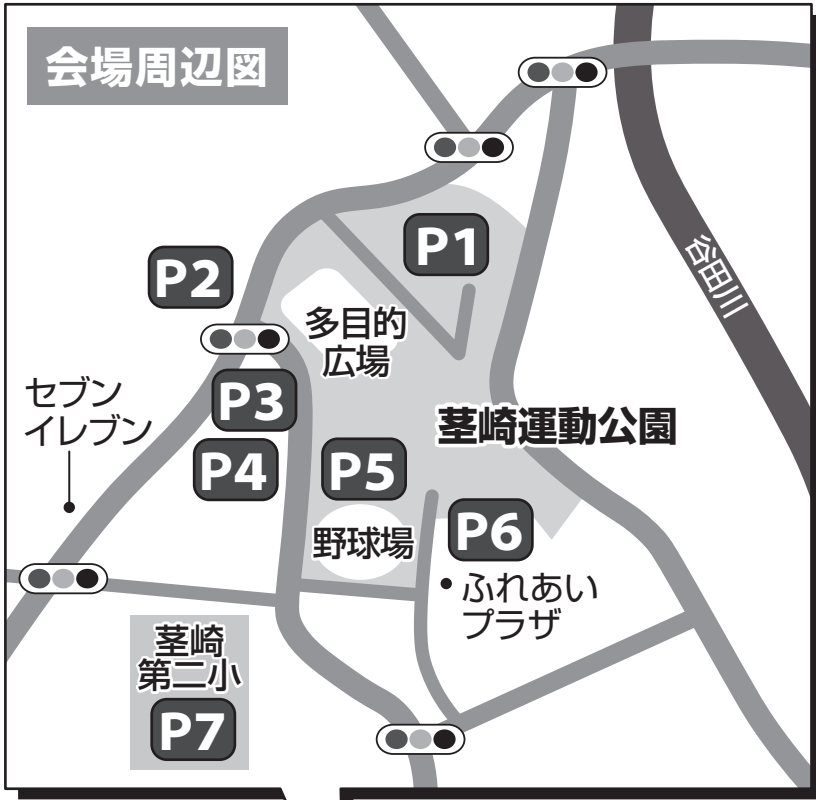 会場周辺図
P1
谷田川
P2
多目的
広場
セブン
イレブン
P3
茎崎運動公園
P4
P5
P6
野球場
ふれあい
プラザ
茎崎
第二小
P7